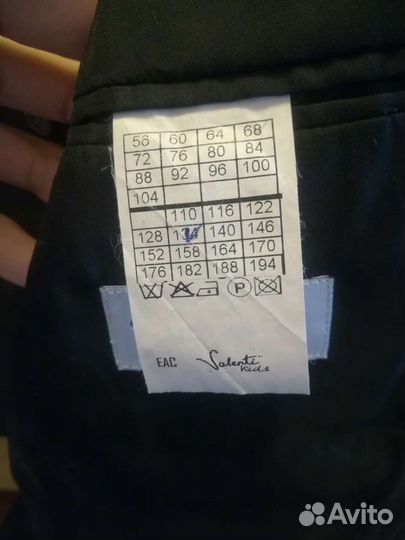 56 60 64 68
72 76 80 84
88 92 96 100
104
110 116 122
128 134 140 146
152 158 164 170
176 182 188 194
P
EAC Valenti
Kids
Avito